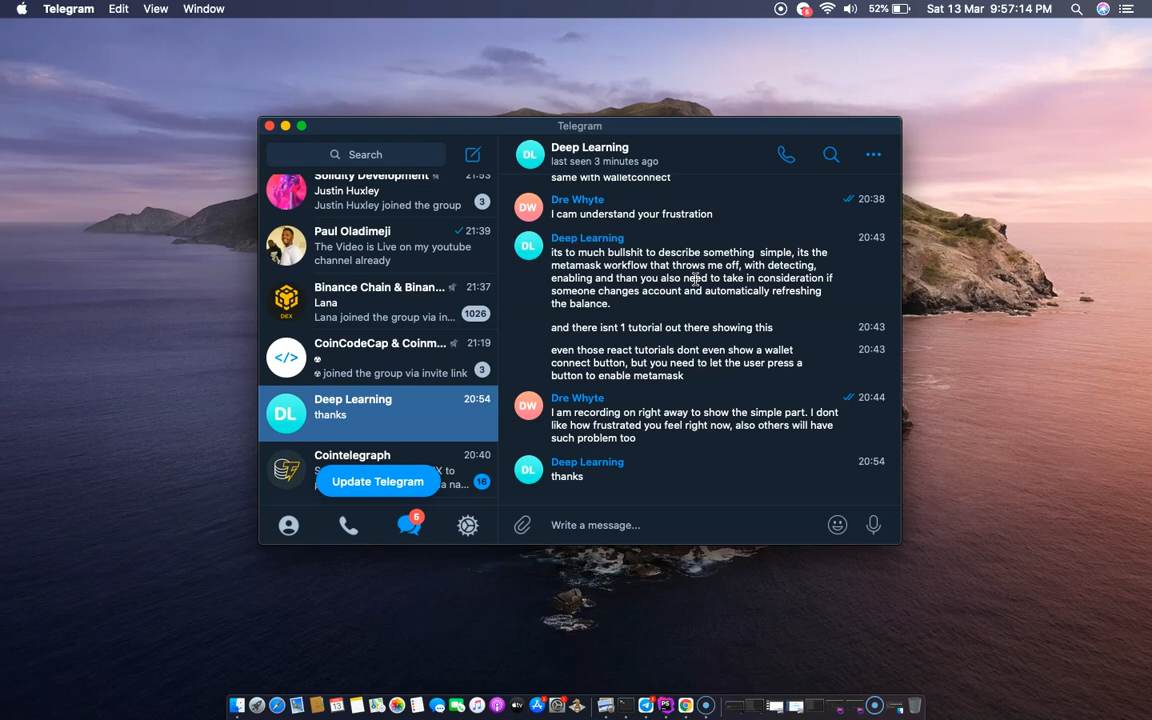 Telegram Edit View Window
52% Sat 13 Mar 9:57:14 PM
Telegram
Search
Solidity Development 21:53
Justin Huxley
Justin Huxley joined the group 3
Paul Oladimeji 21:39
The Video is Live on my youtube
channel already
Binance Chain & Binan... 21:37
Lana
Lana joined the group via in... 1026
DEX
CoinCodeCap & Coinm... 21:19
</>
joined the group via invite link 3
Deep Learning 20:54
DL
thanks
Cointelegraph 20:40
X to
a na... 16
Update Telegram
5
DL
Deep Learning
last seen 3 minutes ago
same with walletconnect
DW
Dre Whyte 20:38
I cam understand your frustration
DL
Deep Learning 20:43
its to much bullshit to describe something simple, its the
metamask workflow that throws me off, with detecting,
enabling and than you also need to take in consideration if
someone changes account and automatically refreshing
the balance.
and there isnt 1 tutorial out there showing this 20:43
even those react tutorials dont even show a wallet 20:43
connect button, but you need to let the user press a
button to enable metamask
DW
Dre Whyte 20:44
I am recording on right away to show the simple part. I dont
like how frustrated you feel right now, also others will have
such problem too
DL
Deep Learning 20:54
thanks
Write a message...